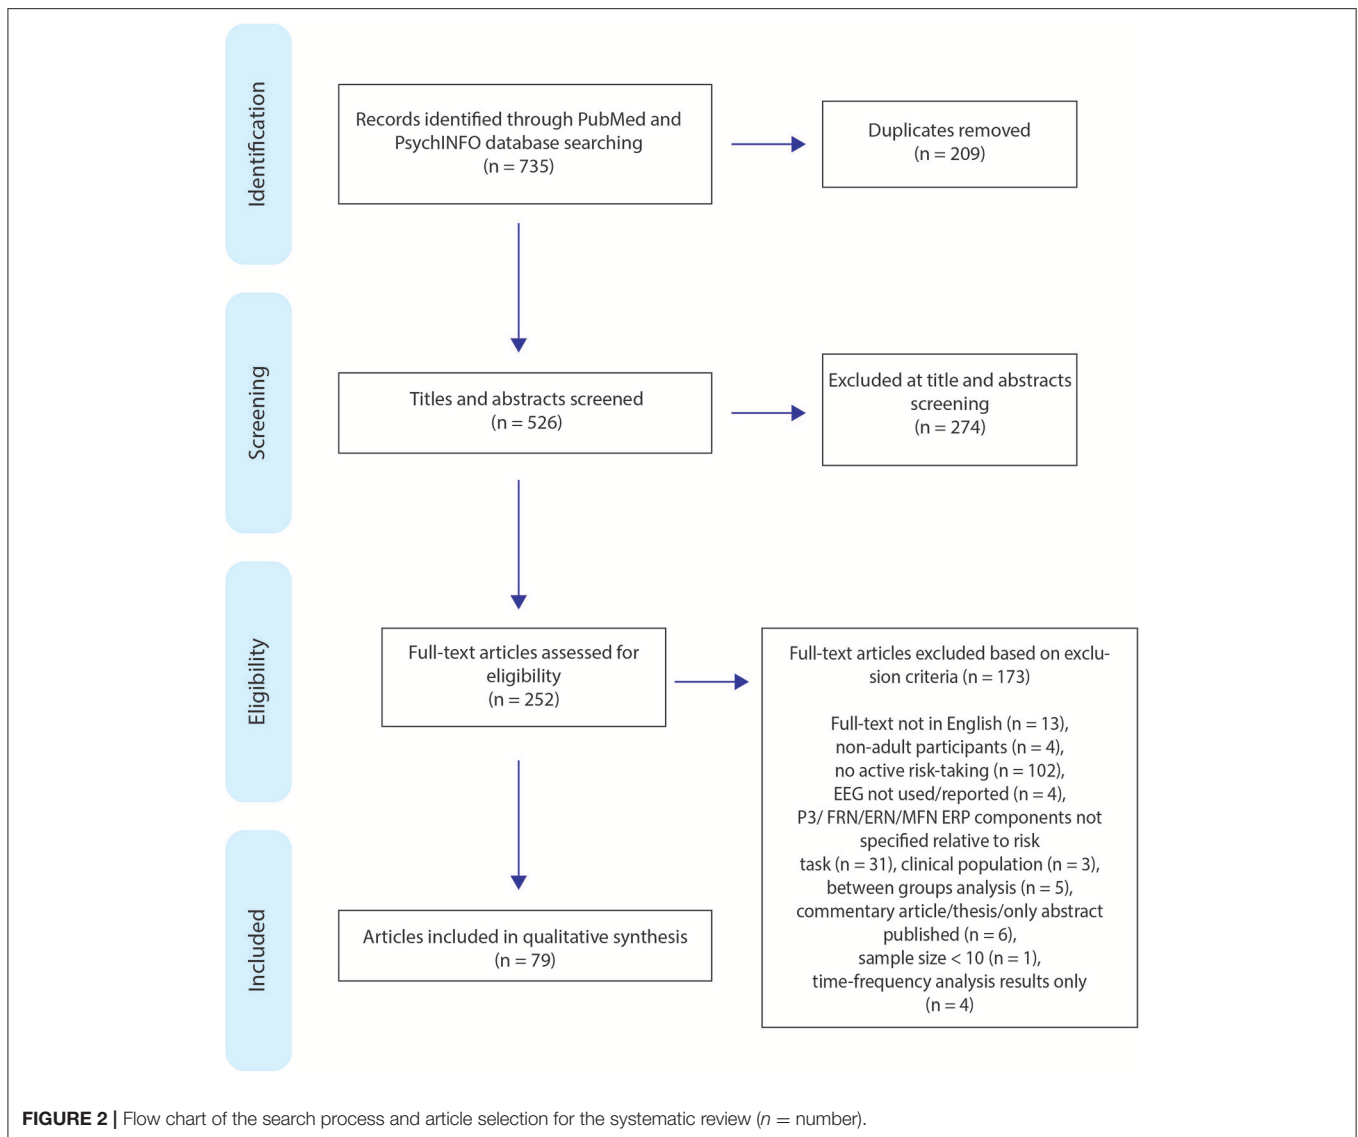 Identification
Records identified through PubMed and
PsychINFO database searching
(n = 735)
Duplicates removed
(n = 209)
Screening
Titles and abstracts screened
(n = 526)
Excluded at title and abstracts
screening
(n = 274)
Eligibility
Full-text articles assessed for
eligibility
(n = 252)
Full-text articles excluded based on exclu-
sion criteria (n = 173)
Full-text not in English (n = 13),
non-adult participants (n = 4),
no active risk-taking (n = 102),
EEG not used/reported (n = 4),
P3/ FRN/ERN/MFN ERP components not
specified relative to risk
task (n = 31), clinical population (n = 3),
between groups analysis (n = 5),
commentary article/thesis/only abstract
published (n = 6),
sample size < 10 (n = 1),
time-frequency analysis results only
(n = 4)
Included
Articles included in qualitative synthesis
(n = 79)
FIGURE 2 | Flow chart of the search process and article selection for the systematic review (n = number).